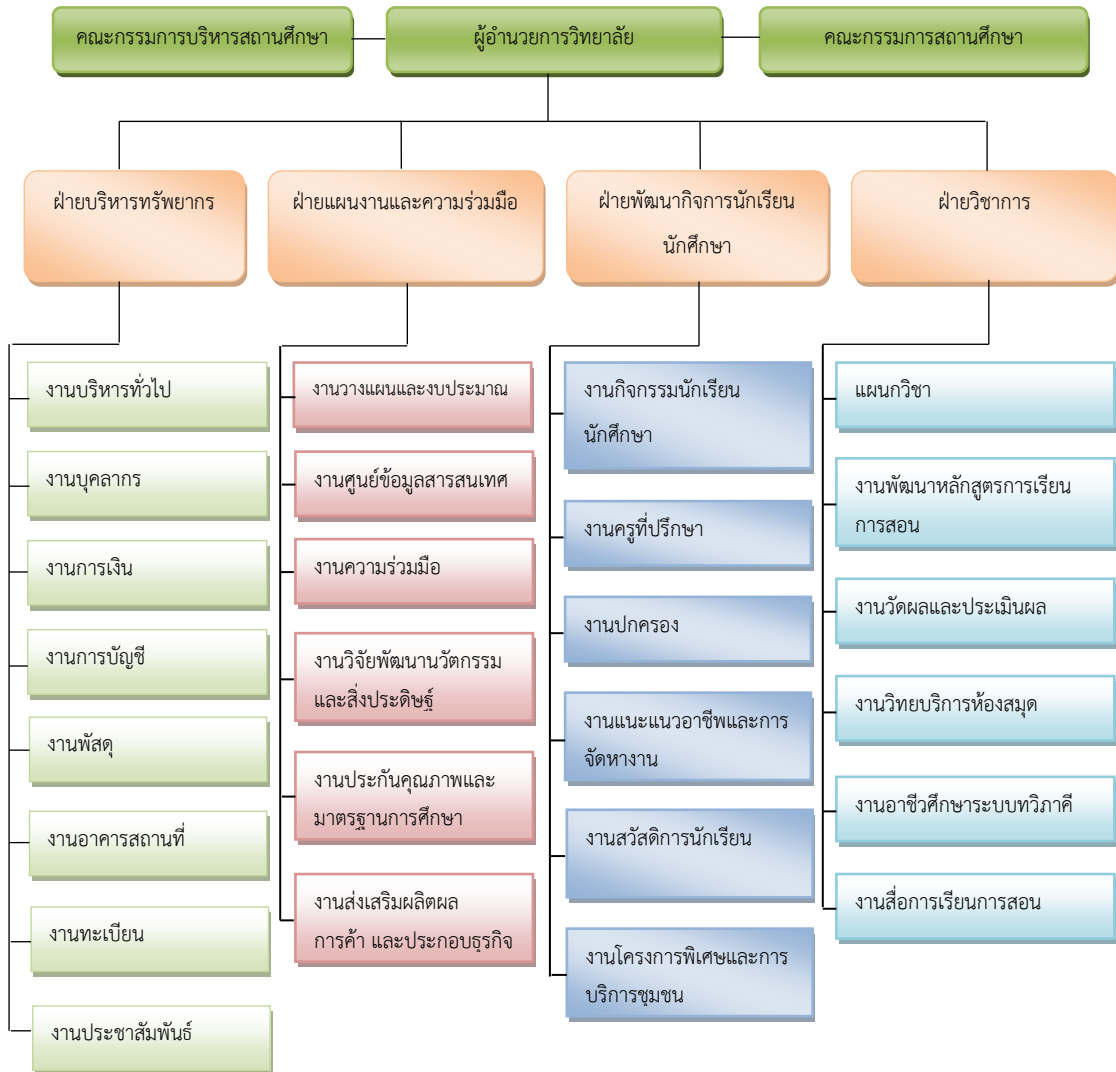 คณะกรรมการบริหารสถานศึกษา
ผู้อำนวยการวิทยาลัย
คณะกรรมการสถานศึกษา
ฝ่ายบริหารทรัพยากร
ฝ่ายแผนงานและความร่วมมือ
ฝ่ายพัฒนากิจการนักเรียน
นักศึกษา
ฝ่ายวิชาการ
งานบริหารทั่วไป
งานบุคลากร
งานการเงิน
งานการบัญชี
งานพัสดุ
งานอาคารสถานที่
งานทะเบียน
งานประชาสัมพันธ์
งานวางแผนและงบประมาณ
งานศูนย์ข้อมูลสารสนเทศ
งานความร่วมมือ
งานวิจัยพัฒนานวัตกรรม
และสิ่งประดิษฐ์
งานประกันคุณภาพและ
มาตรฐานการศึกษา
งานส่งเสริมผลิตผล
การค้า และประกอบธุรกิจ
งานกิจกรรมนักเรียน
นักศึกษา
งานครูที่ปรึกษา
งานปกครอง
งานแนะแนวอาชีพและการ
จัดหางาน
งานสวัสดิการนักเรียน
งานโครงการพิเศษและการ
บริการชุมชน
แผนกวิชา
งานพัฒนาหลักสูตรการเรียน
การสอน
งานวัดผลและประเมินผล
งานวิทยบริการห้องสมุด
งานอาชีวศึกษาระบบทวิภาคี
งานสื่อการเรียนการสอน